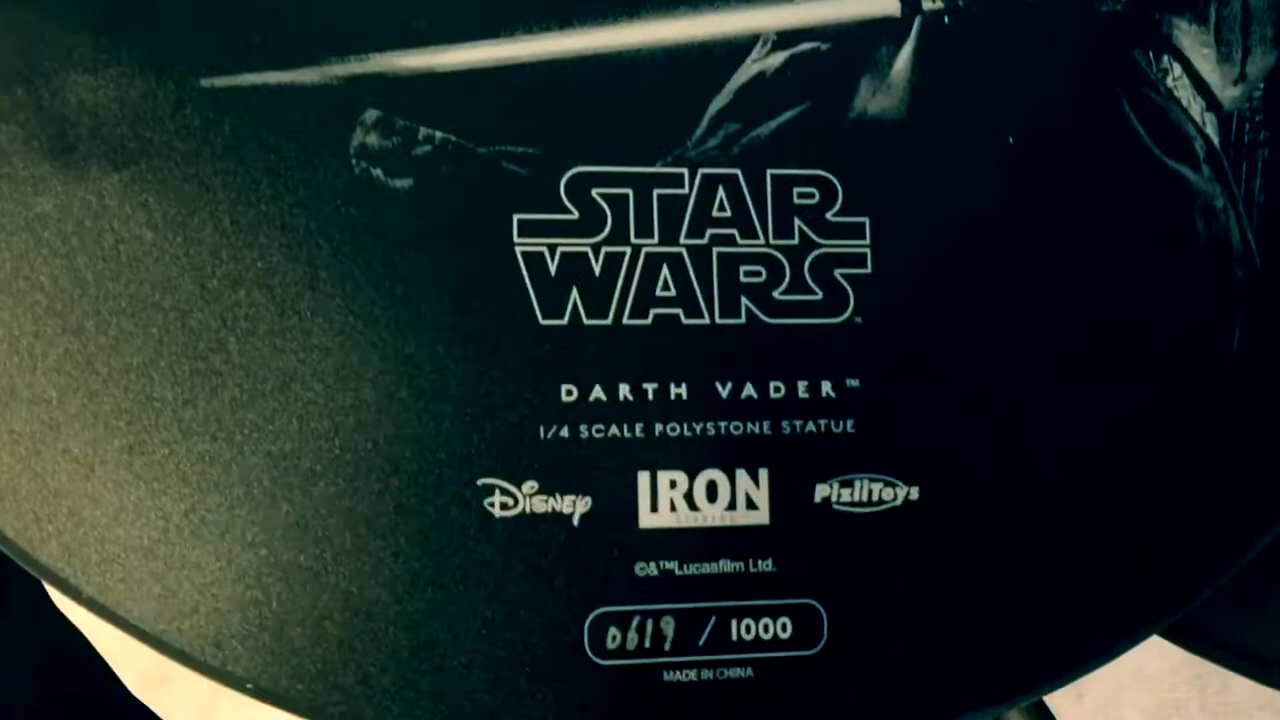 STAR
WARS
DARTH VADER™
1/4 SCALE POLYSTONE STATUE
Disney IRON STUDIOS PiziiToys
©&™Lucasfilm Ltd.
0619 / 1000
MADE IN CHINA